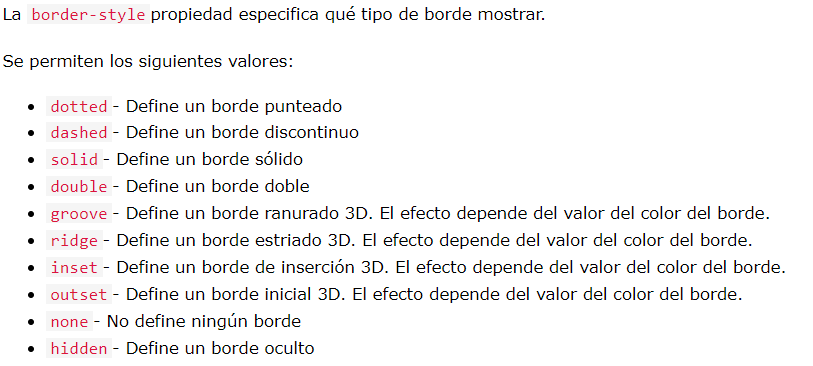 La border-style propiedad especifica qué tipo de borde mostrar.
Se permiten los siguientes valores:
• dotted - Define un borde punteado
• dashed - Define un borde discontinuo
• solid - Define un borde sólido
• double - Define un borde doble
• groove - Define un borde ranurado 3D. El efecto depende del valor del color del borde.
• ridge - Define un borde estriado 3D. El efecto depende del valor del color del borde.
• inset - Define un borde de inserción 3D. El efecto depende del valor del color del borde.
• outset - Define un borde inicial 3D. El efecto depende del valor del color del borde.
• none - No define ningún borde
• hidden - Define un borde oculto